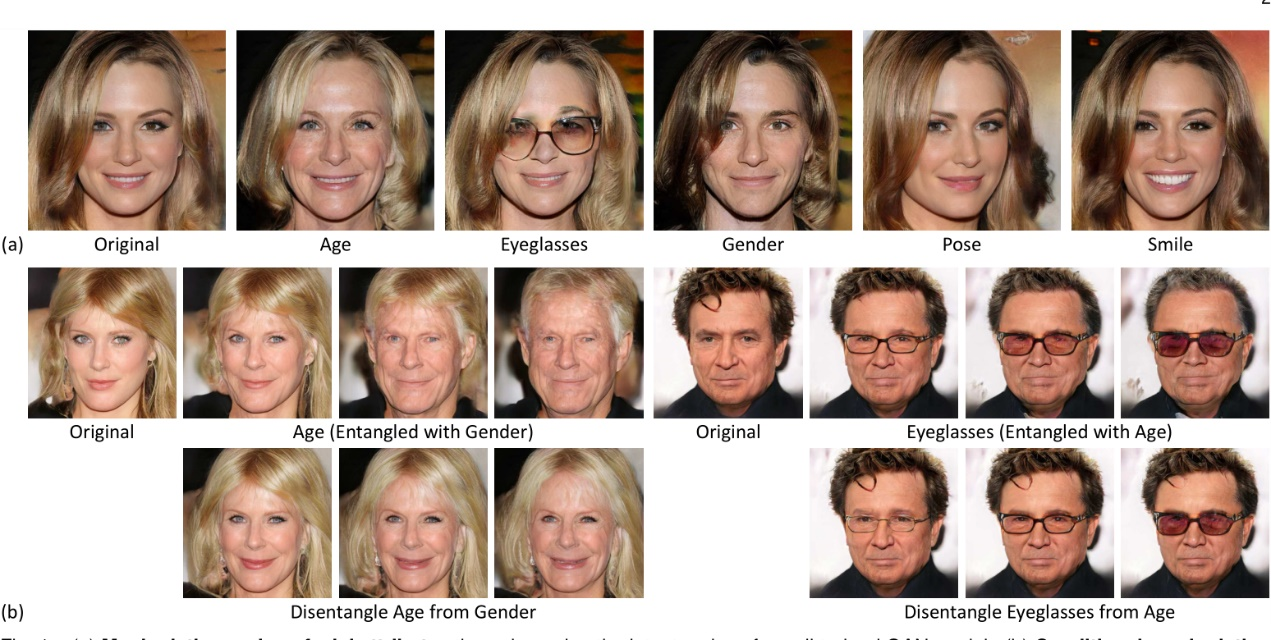 2
Original Age Eyeglasses Gender Pose Smile
(a)
Original Age (Entangled with Gender) Original Eyeglasses (Entangled with Age)
Disentangle Age from Gender Disentangle Eyeglasses from Age
(b)